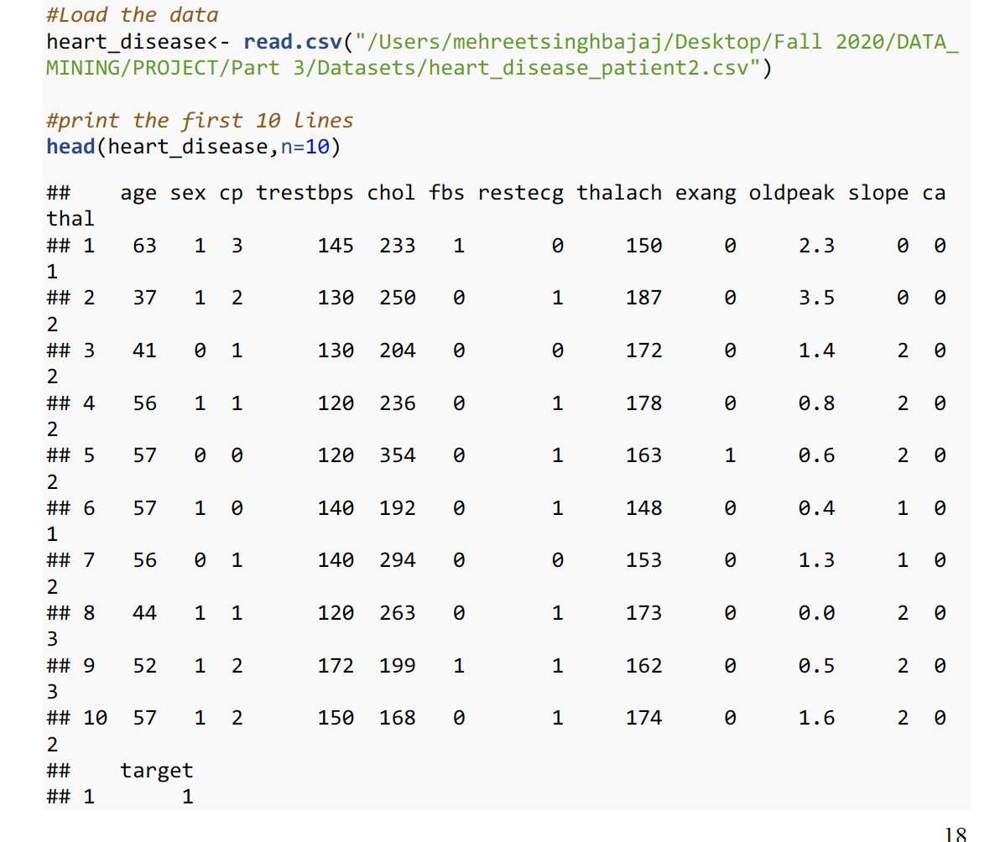 #Load the data
heart_disease<- read.csv("/Users/mehreetsinghbajaj/Desktop/Fall 2020/DATA_
MINING/PROJECT/Part 3/Datasets/heart_disease_patient2.csv")
#print the first 10 lines
head(heart_disease,n=10)
##    age sex cp trestbps chol fbs restecg thalach exang oldpeak slope ca
thal
## 1   63   1  3      145  233   1       0     150     0     2.3     0  0
1
## 2   37   1  2      130  250   0       1     187     0     3.5     0  0
2
## 3   41   0  1      130  204   0       0     172     0     1.4     2  0
2
## 4   56   1  1      120  236   0       1     178     0     0.8     2  0
2
## 5   57   0  0      120  354   0       1     163     1     0.6     2  0
2
## 6   57   1  0      140  192   0       1     148     0     0.4     1  0
1
## 7   56   0  1      140  294   0       0     153     0     1.3     1  0
2
## 8   44   1  1      120  263   0       1     173     0     0.0     2  0
3
## 9   52   1  2      172  199   1       1     162     0     0.5     2  0
3
## 10  57   1  2      150  168   0       1     174     0     1.6     2  0
2
##    target
## 1       1
18